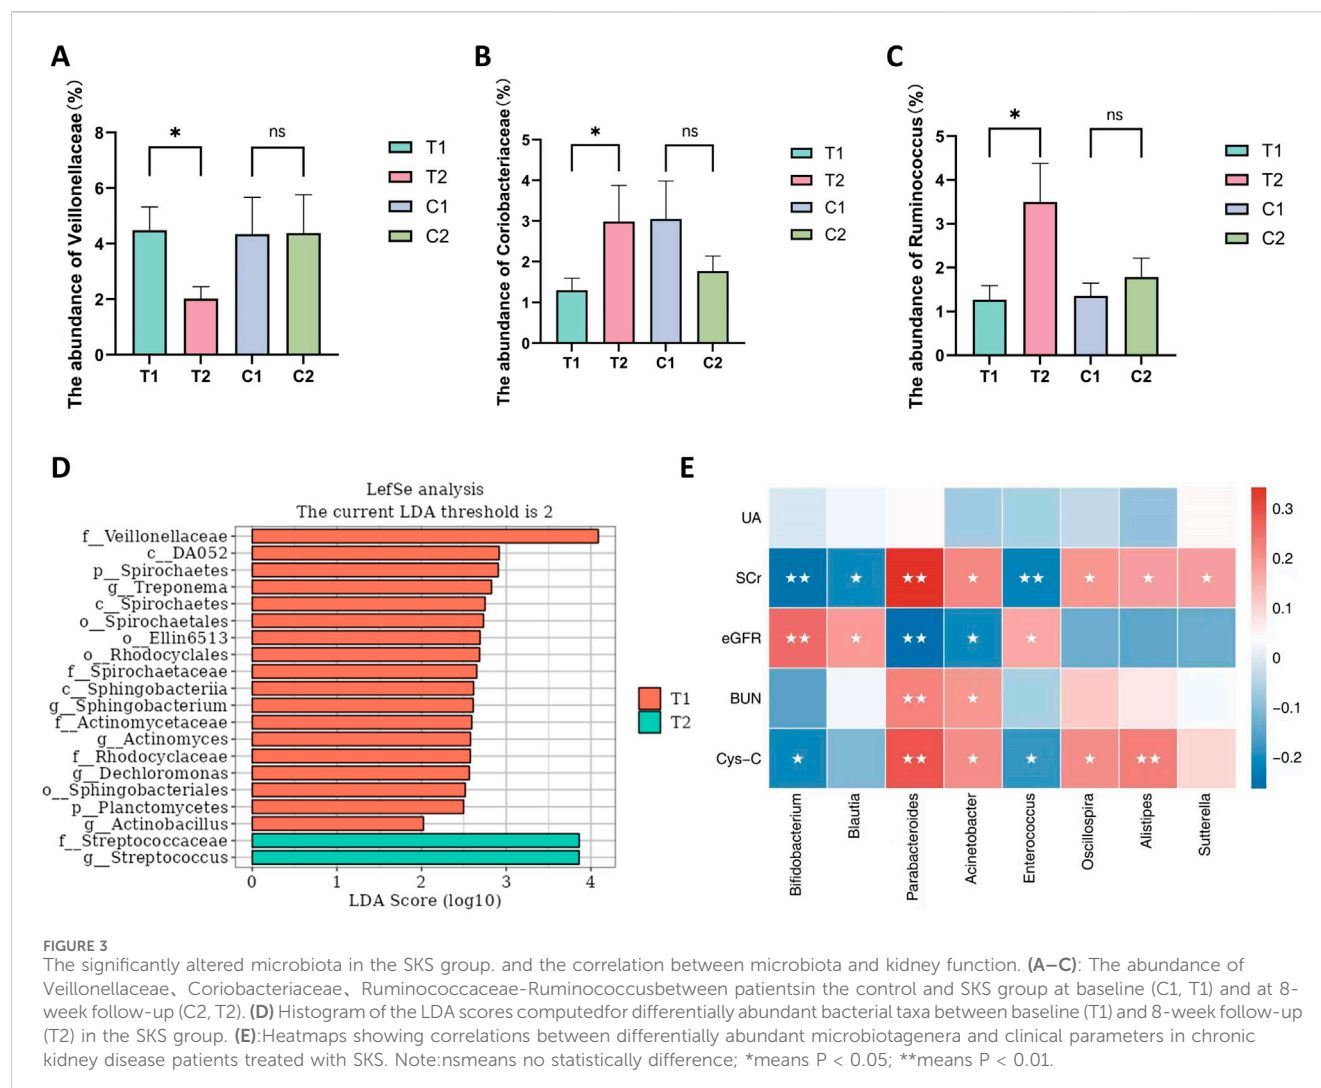 A
The abundance of Veillonellaceae(%)
8
6
4
2
0
*
ns
T1
T2
C1
C2
T1
T2
C1
C2
B
The abundance of Coriobacteriaceae(%)
5
4
3
2
1
0
*
ns
T1
T2
C1
C2
T1
T2
C1
C2
C
The abundance of Ruminococcus(%)
5
4
3
2
1
0
*
ns
T1
T2
C1
C2
T1
T2
C1
C2
D
LefSe analysis
The current LDA threshold is 2
f__Veillonellaceae
c__DA052
p__Spirochaetes
g__Treponema
c__Spirochaetes
o__Spirochaetales
o__Ellin6513
o__Rhodocyclales
f__Spirochaetaceae
c__Sphingobacteriia
g__Sphingobacterium
f__Actinomycetaceae
g__Actinomyces
f__Rhodocyclaceae
g__Dechloromonas
o__Sphingobacteriales
p__Planctomycetes
g__Actinobacillus
f__Streptococcaceae
g__Streptococcus
0 1 2 3 4
LDA Score (log10)
T1
T2
E
UA
SCr
★★ ★ ★★ ★ ★★ ★ ★ ★
eGFR
★★ ★ ★★ ★ ★
BUN
★★ ★
Cys−C
★ ★★ ★ ★ ★ ★★
Bifidobacterium
Blautia
Parabacteroides
Acinetobacter
Enterococcus
Oscillospira
Alistipes
Sutterella
0.3
0.2
0.1
0
−0.1
−0.2
FIGURE 3
The significantly altered microbiota in the SKS group. and the correlation between microbiota and kidney function. (A–C): The abundance of
Veillonellaceae、Coriobacteriaceae、Ruminococcaceae-Ruminococcusbetween patientsin the control and SKS group at baseline (C1, T1) and at 8-
week follow-up (C2, T2). (D) Histogram of the LDA scores computedfor differentially abundant bacterial taxa between baseline (T1) and 8-week follow-up
(T2) in the SKS group. (E):Heatmaps showing correlations between differentially abundant microbiotagenera and clinical parameters in chronic
kidney disease patients treated with SKS. Note:nsmeans no statistically difference; *means P < 0.05; **means P < 0.01.